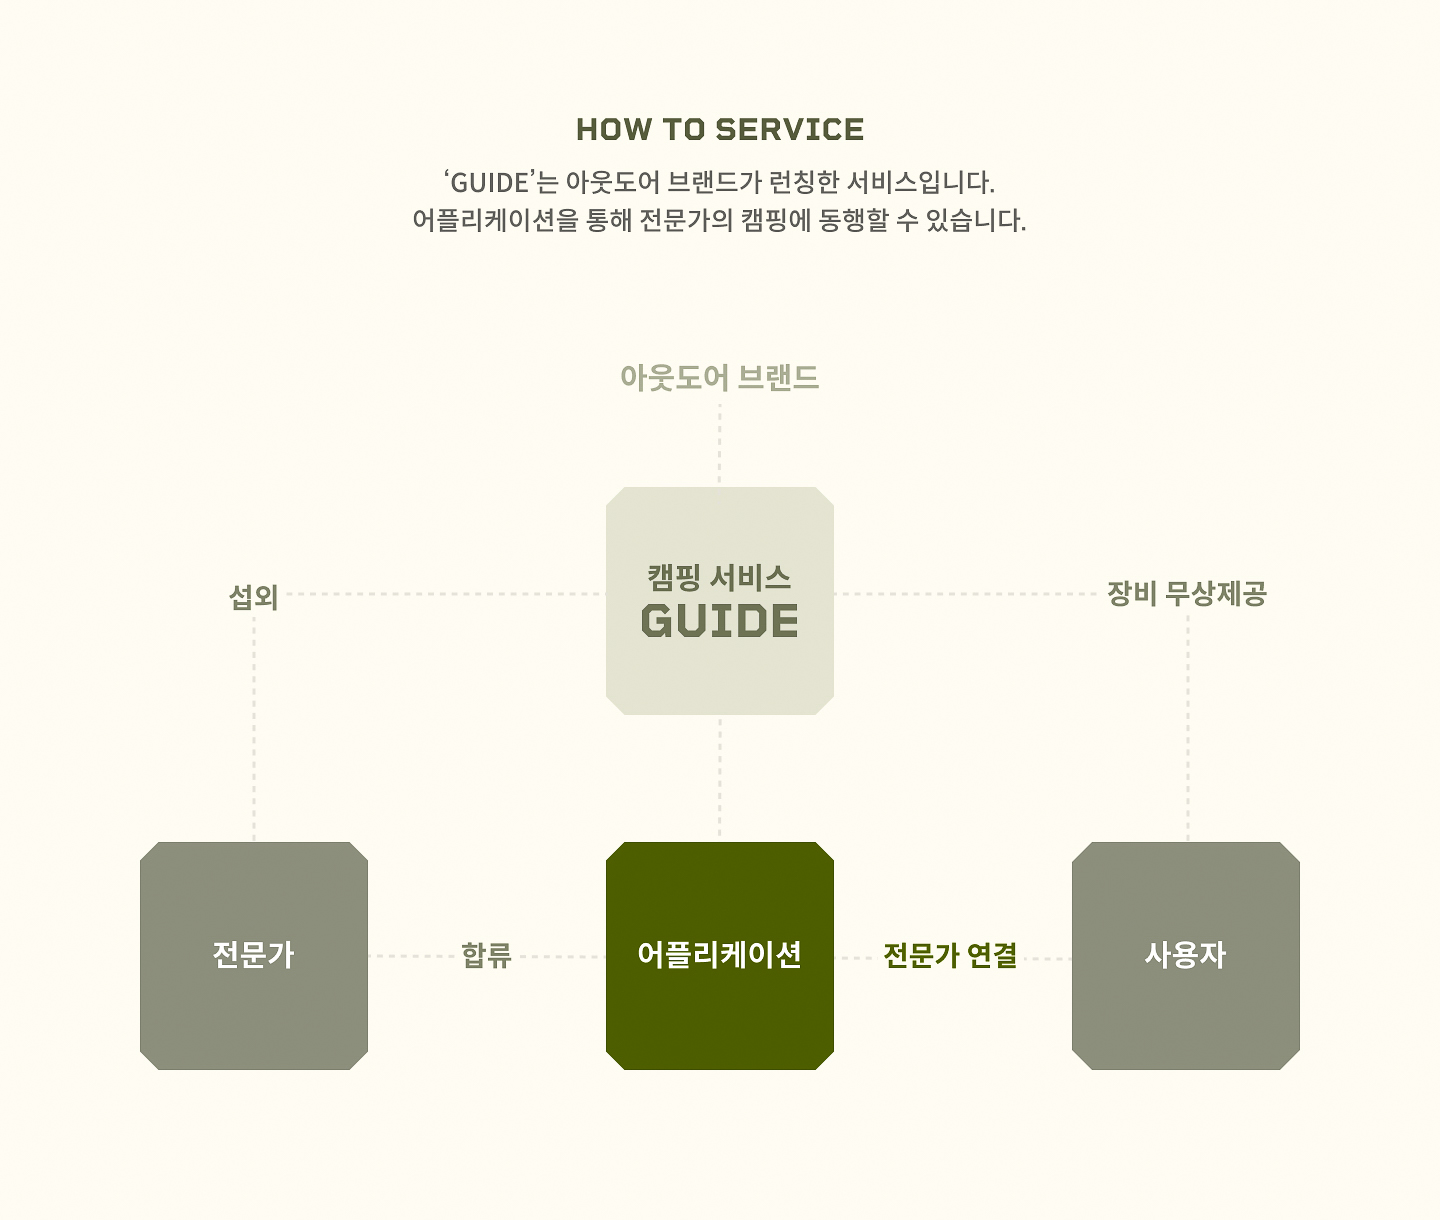 HOW TO SERVICE
‘GUIDE’는 아웃도어 브랜드가 런칭한 서비스입니다.
어플리케이션을 통해 전문가의 캠핑에 동행할 수 있습니다.
아웃도어 브랜드
캠핑 서비스
GUIDE
섭외
장비 무상제공
전문가
합류
어플리케이션
전문가 연결
사용자